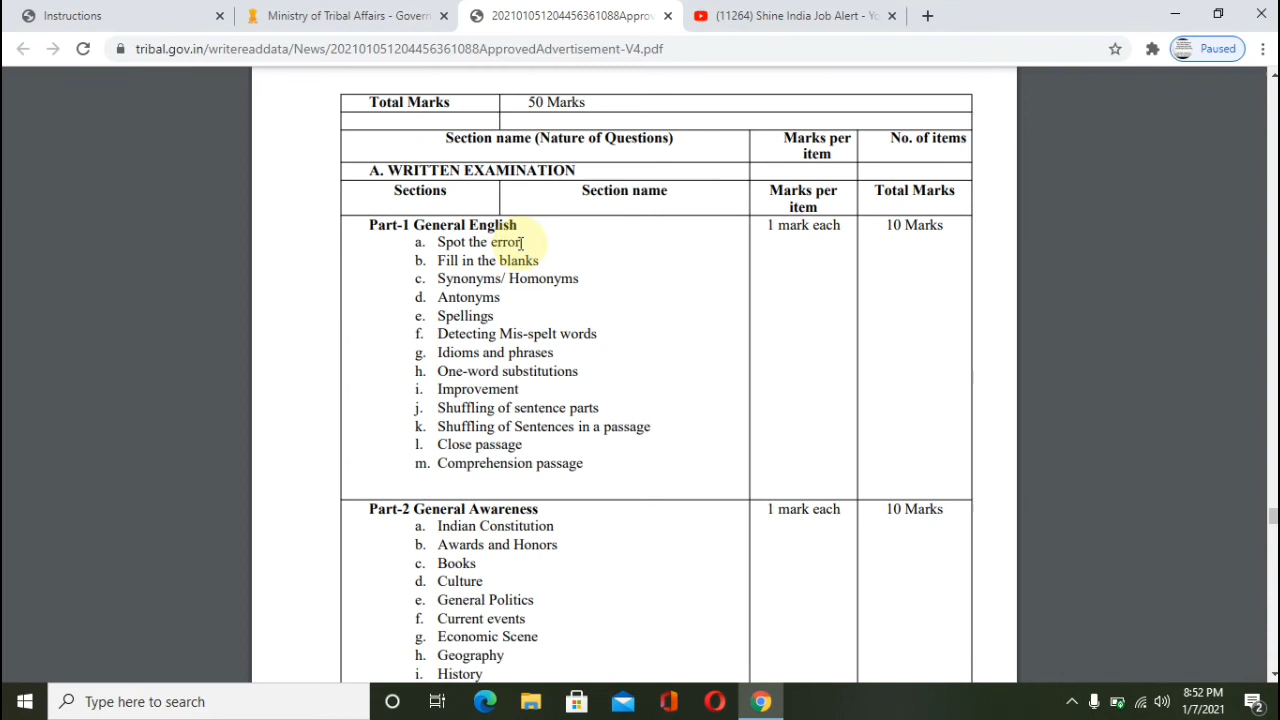 Instructions
Ministry of Tribal Affairs - Govern
202101051204456361088Approv
(11264) Shine India Job Alert - Yo
tribal.gov.in/writereaddata/News/202101051204456361088ApprovedAdvertisement-V4.pdf
Paused
Total Marks 50 Marks
Section name (Nature of Questions) Marks per item No. of items
A. WRITTEN EXAMINATION
Sections Section name Marks per item Total Marks
Part-1 General English 1 mark each 10 Marks
a. Spot the error
b. Fill in the blanks
c. Synonyms/ Homonyms
d. Antonyms
e. Spellings
f. Detecting Mis-spelt words
g. Idioms and phrases
h. One-word substitutions
i. Improvement
j. Shuffling of sentence parts
k. Shuffling of Sentences in a passage
l. Close passage
m. Comprehension passage
Part-2 General Awareness 1 mark each 10 Marks
a. Indian Constitution
b. Awards and Honors
c. Books
d. Culture
e. General Politics
f. Current events
g. Economic Scene
h. Geography
i. History
Type here to search
8:52 PM
1/7/2021
2